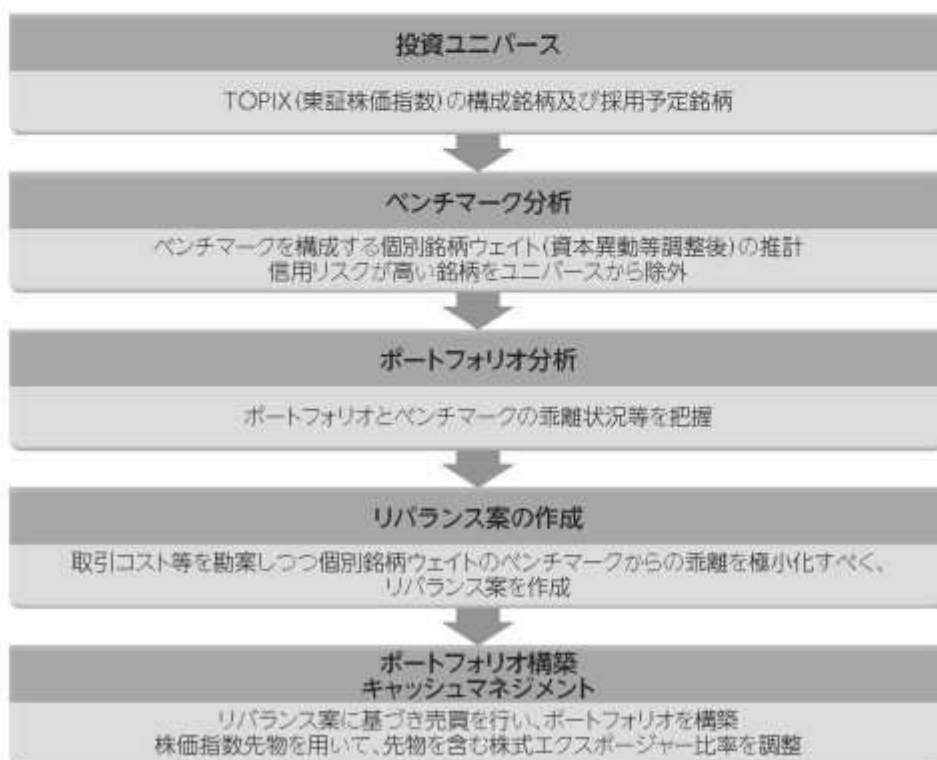 投資ユニバース
TOPIX(東証株価指数)の構成銘柄及び採用予定銘柄
ベンチマーク分析
ベンチマークを構成する個別銘柄ウェイト(資本異動等調整後)の推計
信用リスクが高い銘柄をユニバースから除外
ポートフォリオ分析
ポートフォリオとベンチマークの乖離状況等を把握
リバランス案の作成
取引コスト等を勘案しつつ個別銘柄ウェイトのベンチマークからの乖離を極小化すべく、
リバランス案を作成
ポートフォリオ構築
キャッシュマネジメント
リバランス案に基づき売買を行い、ポートフォリオを構築
株価指数先物を用いて、先物を含む株式エクスポージャー比率を調整